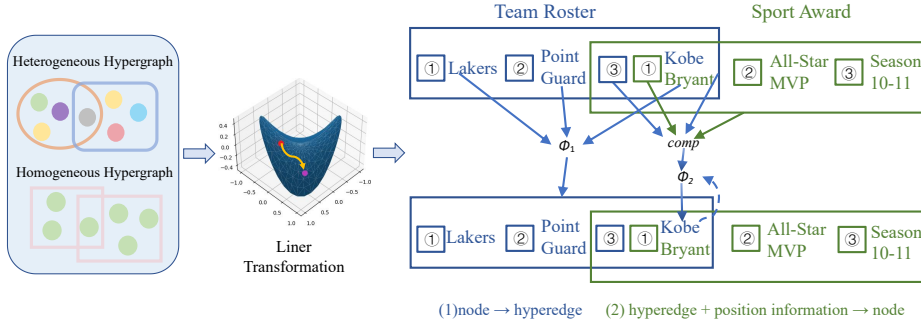 Heterogeneous Hypergraph
Homogeneous Hypergraph
0.4
0.2
0.0
-0.2
-0.4
-1.0
-0.5
0.0
0.5
1.0
-1.0
-0.5
0.0
0.5
1.0
Liner
Transformation
Team Roster
Sport Award
① Lakers
② Point
Guard
③ ① Kobe
Bryant
② All-Star
MVP
③ Season
10-11
Φ1
comp
Φ2
① Lakers
② Point
Guard
③ ① Kobe
Bryant
② All-Star
MVP
③ Season
10-11
(1)node → hyperedge
(2) hyperedge + position information → node